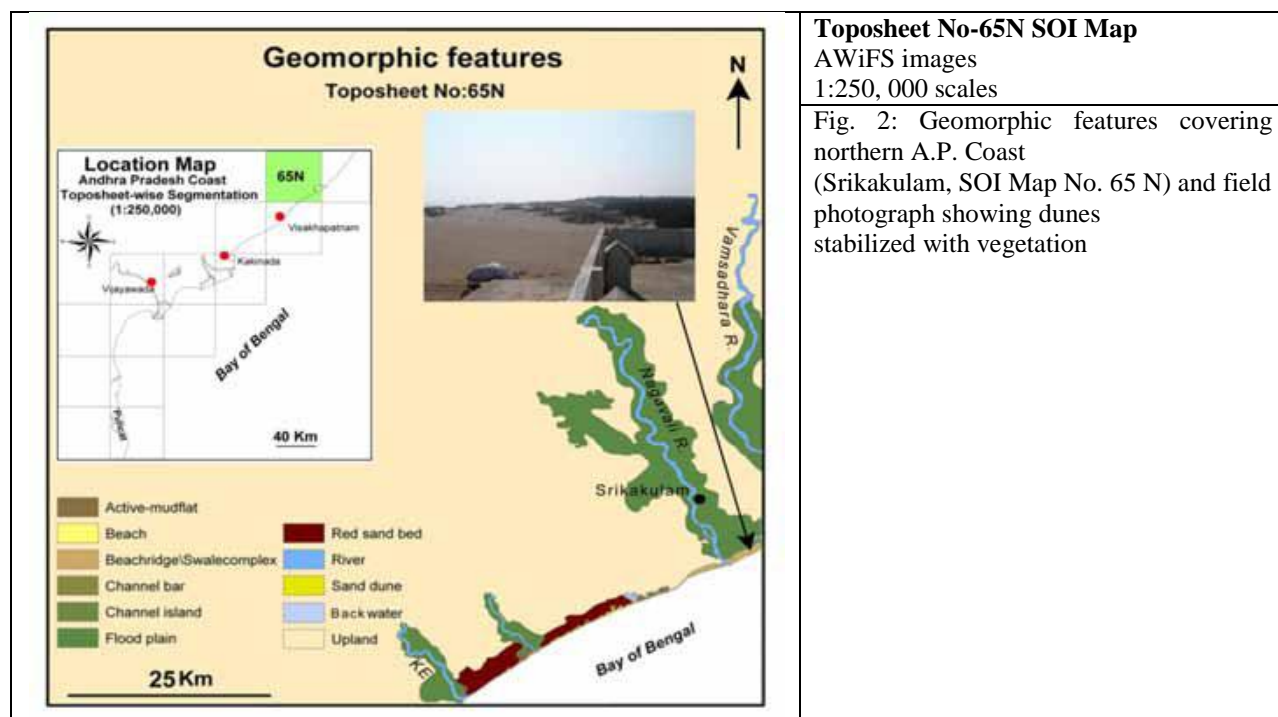 Geomorphic features
Toposheet No:65N
N
Location Map
Andhra Pradesh Coast
Toposheet-wise Segmentation
(1:250,000)
65N
Visakhapatnam
Kakinada
Vijayawada
Bay of Bengal
Pulicat
40 Km
Vamsadhara R.
Nagavali R.
Srikakulam
Active-mudflat
Beach
Beachridge\Swalecomplex
Channel bar
Channel island
Flood plain
Red sand bed
River
Sand dune
Backwater
Upland
25 Km
KE
Bay of Bengal
Toposheet No-65N SOI Map
AWiFS images
1:250, 000 scales
Fig. 2: Geomorphic features covering
northern A.P. Coast
(Srikakulam, SOI Map No. 65 N) and field
photograph showing dunes
stabilized with vegetation